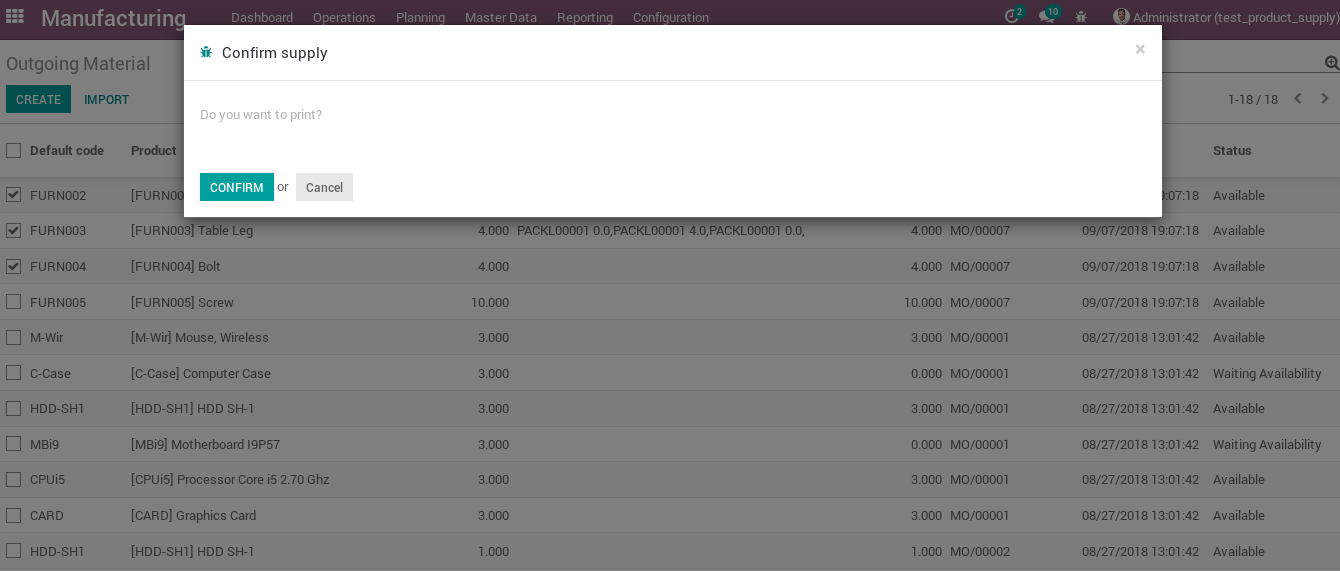 Manufacturing Dashboard Operations Planning Master Data Reporting Configuration 2 10 Administrator (test_product_supply)
Confirm supply ×
Outgoing Material
CREATE IMPORT 1-18 / 18
Do you want to print?
Default code Product Status
CONFIRM or Cancel
FURN002 [FURN00 9:07:18 Available
FURN003 [FURN003] Table Leg 4.000 PACKL00001 0.0,PACKL00001 4.0,PACKL00001 0.0, 4.000 MO/00007 09/07/2018 19:07:18 Available
FURN004 [FURN004] Bolt 4.000 4.000 MO/00007 09/07/2018 19:07:18 Available
FURN005 [FURN005] Screw 10.000 10.000 MO/00007 09/07/2018 19:07:18 Available
M-Wir [M-Wir] Mouse, Wireless 3.000 3.000 MO/00001 08/27/2018 13:01:42 Available
C-Case [C-Case] Computer Case 3.000 0.000 MO/00001 08/27/2018 13:01:42 Waiting Availability
HDD-SH1 [HDD-SH1] HDD SH-1 3.000 3.000 MO/00001 08/27/2018 13:01:42 Available
MBi9 [MBi9] Motherboard I9P57 3.000 0.000 MO/00001 08/27/2018 13:01:42 Waiting Availability
CPUi5 [CPUi5] Processor Core i5 2.70 Ghz 3.000 3.000 MO/00001 08/27/2018 13:01:42 Available
CARD [CARD] Graphics Card 3.000 3.000 MO/00001 08/27/2018 13:01:42 Available
HDD-SH1 [HDD-SH1] HDD SH-1 1.000 1.000 MO/00002 08/27/2018 13:01:42 Available